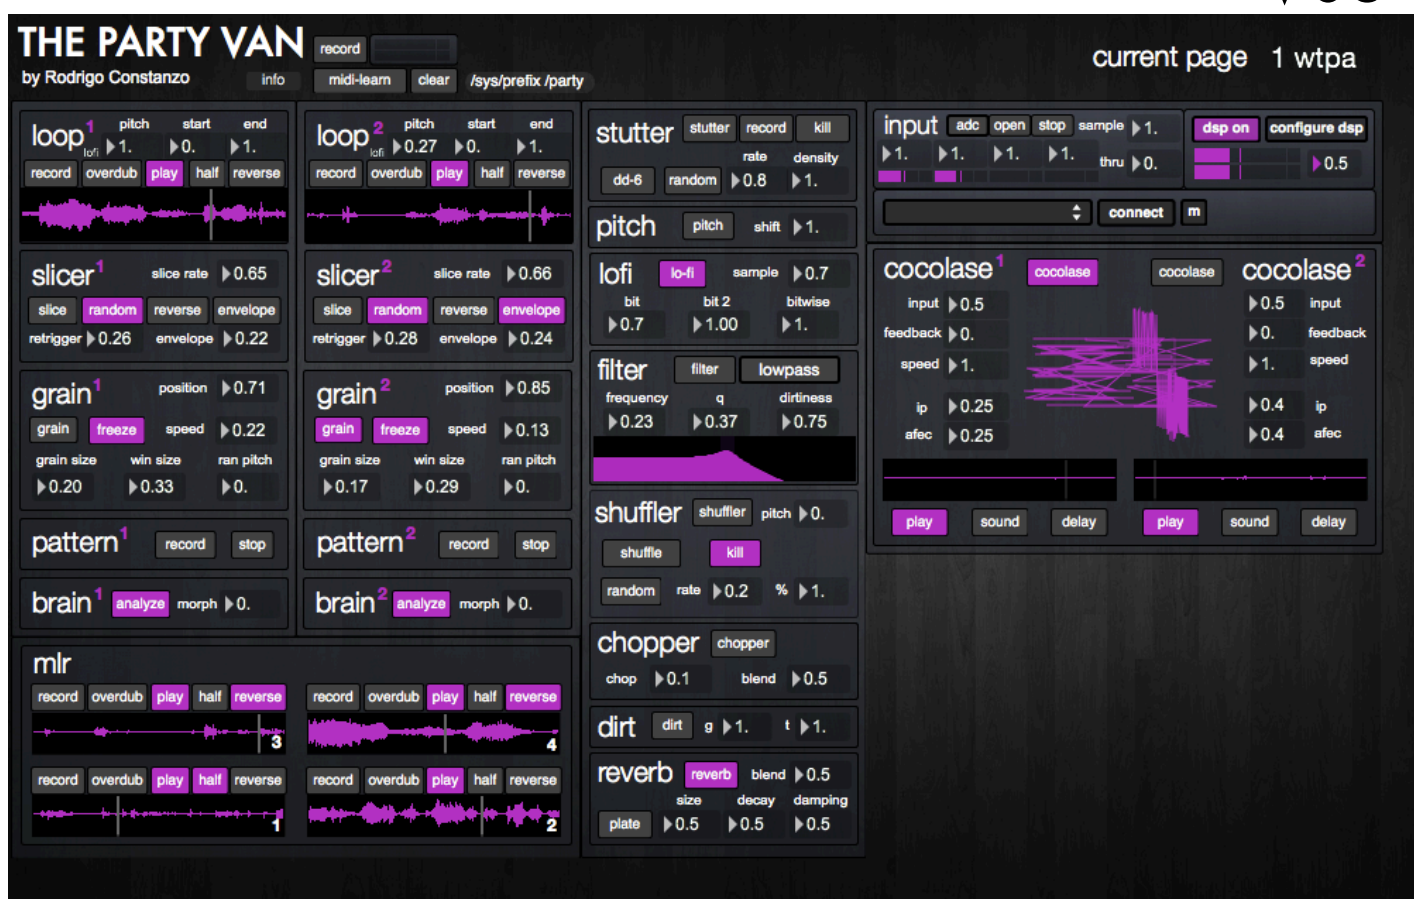 THE PARTY VAN
record
by Rodrigo Constanzo
info
midi-learn
clear
/sys/prefix /party
current page 1 wtpa
loop 1
pitch start end
lofi 1. 0. 1.
record overdub play half reverse
slicer 1
slice rate 0.65
slice random reverse envelope
retrigger 0.26 envelope 0.22
grain 1
position 0.71
grain freeze speed 0.22
grain size win size ran pitch
0.20 0.33 0.
pattern 1 record stop
brain 1 analyze morph 0.
loop 2
pitch start end
lofi 0.27 0. 1.
record overdub play half reverse
slicer 2
slice rate 0.66
slice random reverse envelope
retrigger 0.28 envelope 0.24
grain 2
position 0.85
grain freeze speed 0.13
grain size win size ran pitch
0.17 0.29 0.
pattern 2 record stop
brain 2 analyze morph 0.
mlr
record overdub play half reverse
3
record overdub play half reverse
4
record overdub play half reverse
1
record overdub play half reverse
2
stutter stutter record kill
rate density
dd-6 random 0.8 1.
pitch pitch shift 1.
lofi lo-fi sample 0.7
bit bit 2 bitwise
0.7 1.00 1.
filter filter lowpass
frequency q dirtiness
0.23 0.37 0.75
shuffler shuffler pitch 0.
shuffle kill
random rate 0.2 % 1.
chopper chopper
chop 0.1 blend 0.5
dirt dirt g 1. t 1.
reverb reverb blend 0.5
size decay damping
plate 0.5 0.5 0.5
input adc open stop sample 1.
1. 1. 1. 1. thru 0.
dsp on configure dsp
0.5
connect m
cocolase 1 cocolase
input 0.5
feedback 0.
speed 1.
ip 0.25
afec 0.25
play sound delay
cocolase cocolase 2
0.5 input
0. feedback
1. speed
0.4 ip
0.4 afec
play sound delay